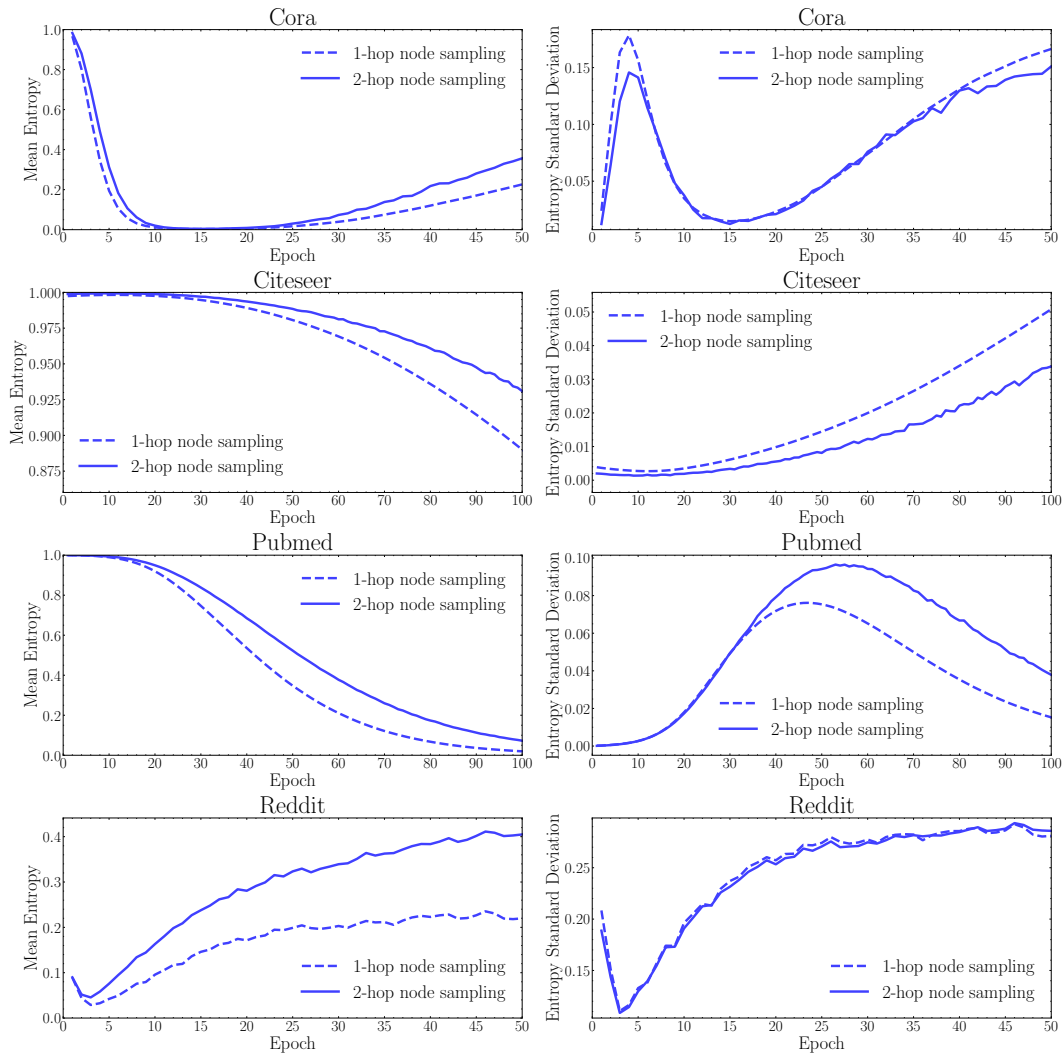 Cora
Mean Entropy
1.0
0.8
0.6
0.4
0.2
0.0
1-hop node sampling
2-hop node sampling
0 5 10 15 20 25 30 35 40 45 50
Epoch
Cora
Entropy Standard Deviation
0.15
0.10
0.05
1-hop node sampling
2-hop node sampling
0 5 10 15 20 25 30 35 40 45 50
Epoch
Citeseer
Mean Entropy
1.000
0.975
0.950
0.925
0.900
0.875
1-hop node sampling
2-hop node sampling
0 10 20 30 40 50 60 70 80 90 100
Epoch
Citeseer
Entropy Standard Deviation
0.05
0.04
0.03
0.02
0.01
0.00
1-hop node sampling
2-hop node sampling
0 10 20 30 40 50 60 70 80 90 100
Epoch
Pubmed
Mean Entropy
1.0
0.8
0.6
0.4
0.2
0.0
1-hop node sampling
2-hop node sampling
0 10 20 30 40 50 60 70 80 90 100
Epoch
Pubmed
Entropy Standard Deviation
0.10
0.08
0.06
0.04
0.02
0.00
1-hop node sampling
2-hop node sampling
0 10 20 30 40 50 60 70 80 90 100
Epoch
Reddit
Mean Entropy
0.4
0.3
0.2
0.1
0.0
1-hop node sampling
2-hop node sampling
0 5 10 15 20 25 30 35 40 45 50
Epoch
Reddit
Entropy Standard Deviation
0.25
0.20
0.15
1-hop node sampling
2-hop node sampling
0 5 10 15 20 25 30 35 40 45 50
Epoch